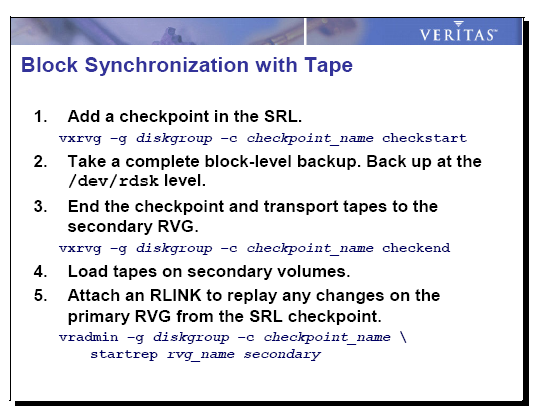 VERITAS™
Block Synchronization with Tape
1. Add a checkpoint in the SRL.
vxrvg –g diskgroup –c checkpoint_name checkstart
2. Take a complete block-level backup. Back up at the
/dev/rdsk level.
3. End the checkpoint and transport tapes to the
secondary RVG.
vxrvg –g diskgroup –c checkpoint_name checkend
4. Load tapes on secondary volumes.
5. Attach an RLINK to replay any changes on the
primary RVG from the SRL checkpoint.
vradmin –g diskgroup –c checkpoint_name \
startrep rvg_name secondary